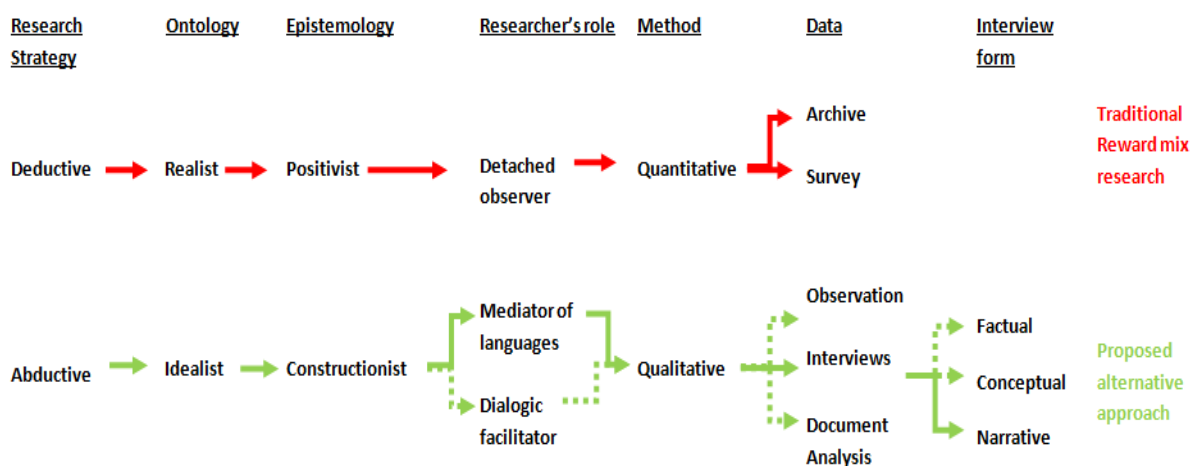 Research Strategy
Ontology
Epistemology
Researcher's role
Method
Data
Interview form
Deductive
Realist
Positivist
Detached observer
Quantitative
Archive
Survey
Traditional Reward mix research
Abductive
Idealist
Constructionist
Mediator of languages
Dialogic facilitator
Qualitative
Observation
Interviews
Document Analysis
Factual
Conceptual
Narrative
Proposed alternative approach